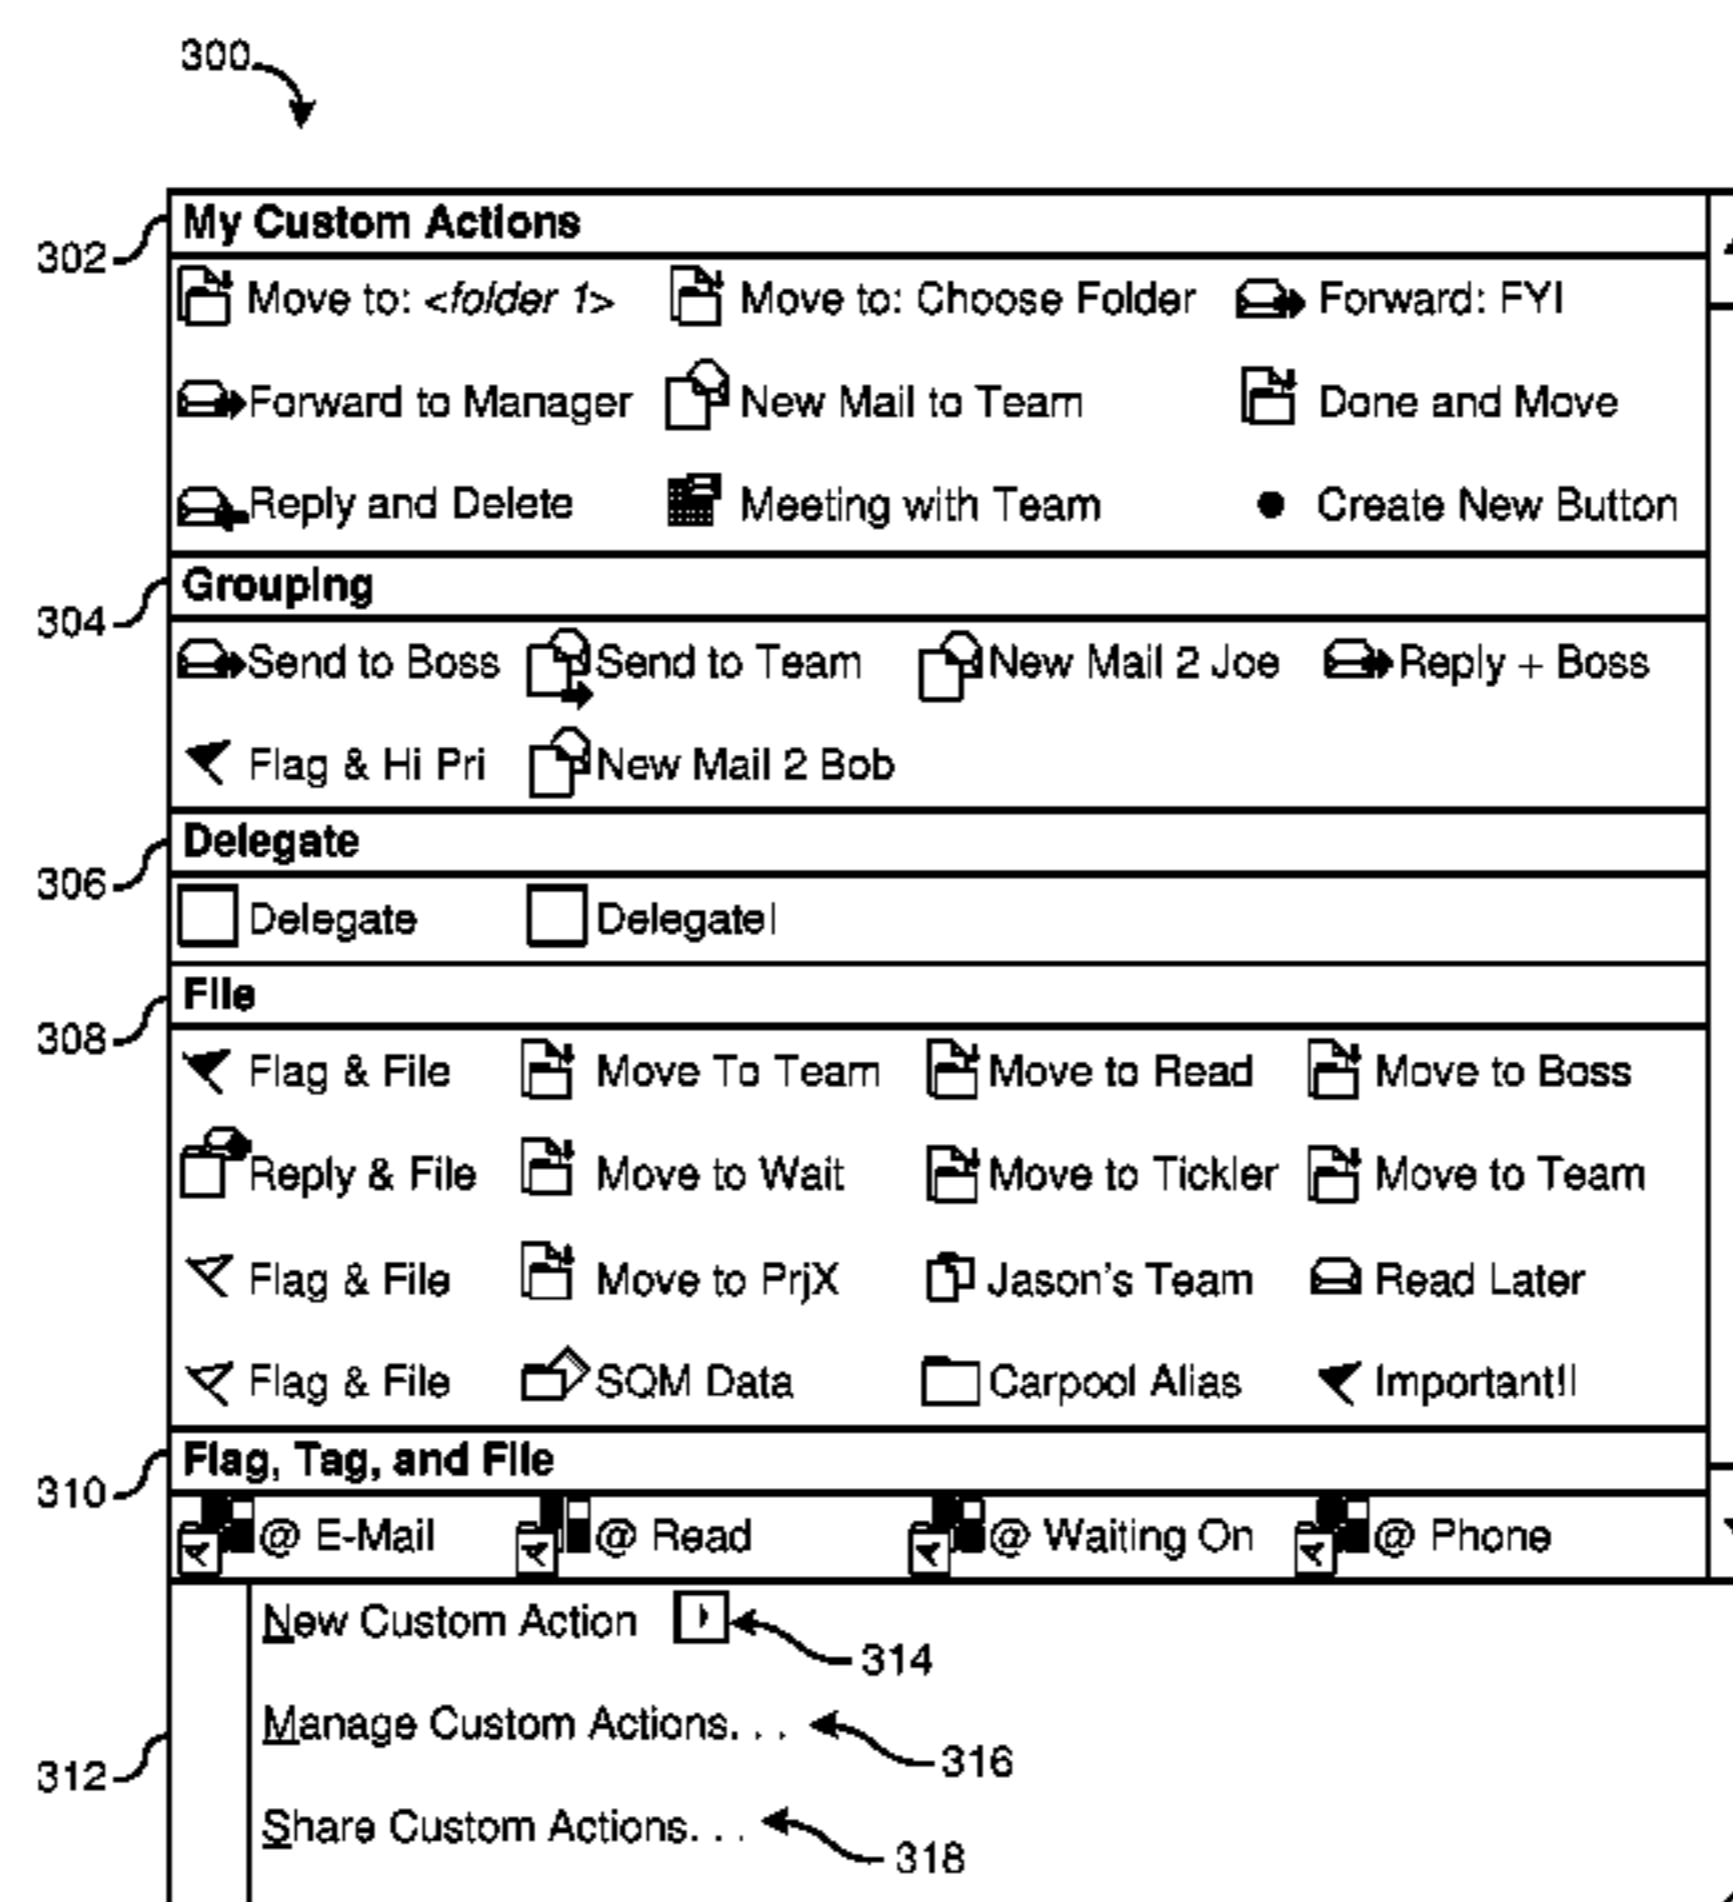 300
302 My Custom Actions
Move to: <folder 1> Move to: Choose Folder Forward: FYI
Forward to Manager New Mail to Team Done and Move
Reply and Delete Meeting with Team Create New Button
304 Grouping
Send to Boss Send to Team New Mail 2 Joe Reply + Boss
Flag & Hi Pri New Mail 2 Bob
306 Delegate
Delegate Delegate!
308 File
Flag & File Move To Team Move to Read Move to Boss
Reply & File Move to Wait Move to Tickler Move to Team
Flag & File Move to PrjX Jason's Team Read Later
Flag & File SQM Data Carpool Alias Important!!
310 Flag, Tag, and File
@ E-Mail @ Read @ Waiting On @ Phone
New Custom Action 314
312 Manage Custom Actions. . . 316
Share Custom Actions. . . 318